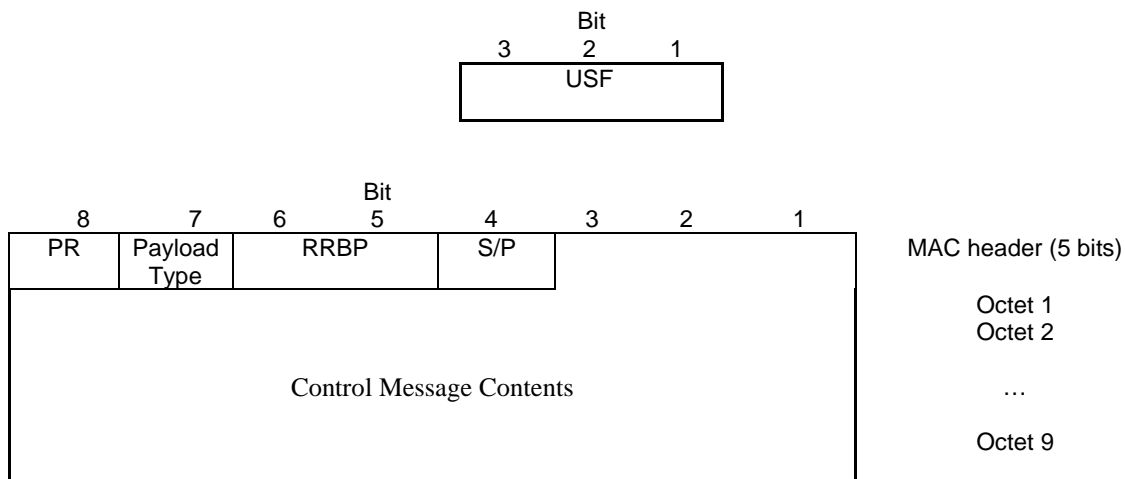 Bit
3 2 1
USF
Bit
8 7 6 5 4 3 2 1
PR Payload Type RRBP S/P MAC header (5 bits)
Octet 1
Octet 2
Control Message Contents …
Octet 9